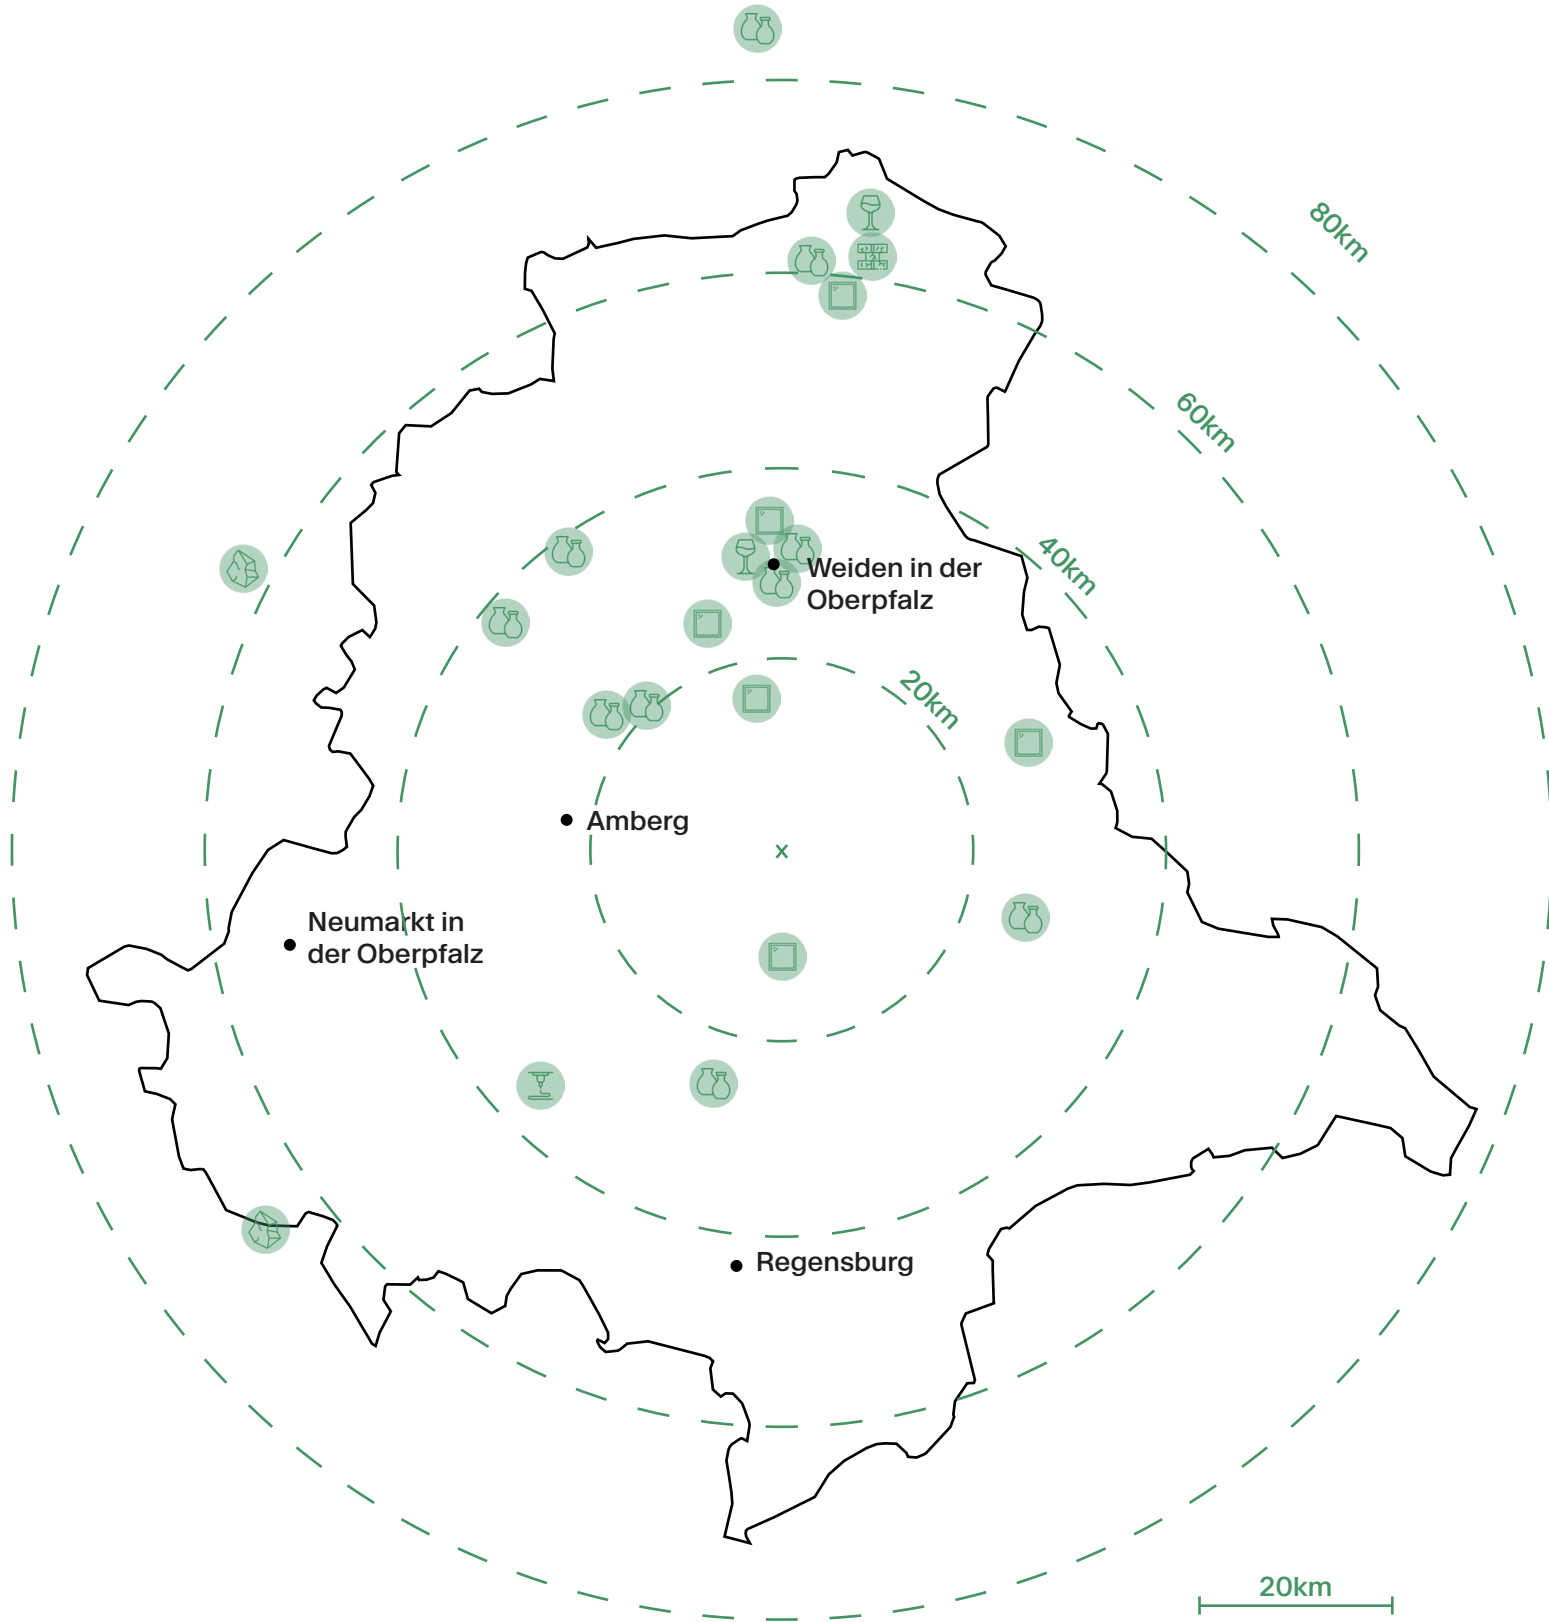 80km
60km
40km
Weiden in der
Oberpfalz
20km
Amberg
Neumarkt in
der Oberpfalz
Regensburg
20km